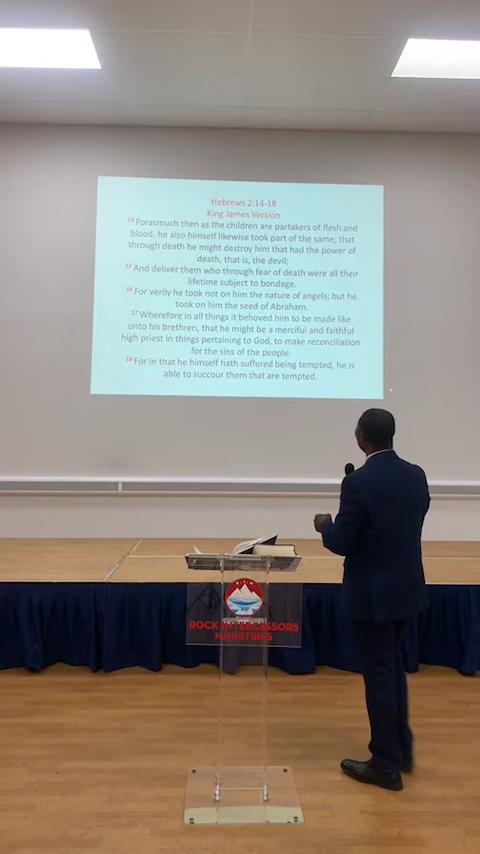 Hebrews 2:14-18
King James Version
14 Forasmuch then as the children are partakers of flesh and
blood, he also himself likewise took part of the same; that
through death he might destroy him that had the power of
death, that is, the devil;
15 And deliver them who through fear of death were all their
lifetime subject to bondage.
16 For verily he took not on him the nature of angels; but he
took on him the seed of Abraham.
17 Wherefore in all things it behoved him to be made like
unto his brethren, that he might be a merciful and faithful
high priest in things pertaining to God, to make reconciliation
for the sins of the people.
18 For in that he himself hath suffered being tempted, he is
able to succour them that are tempted.
ROCK INTERCESSORS
MINISTRIES